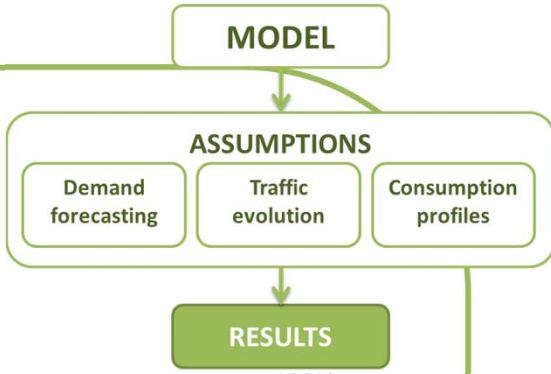 MODEL
ASSUMPTIONS
Demand
forecasting
Traffic
evolution
Consumption
profiles
RESULTS